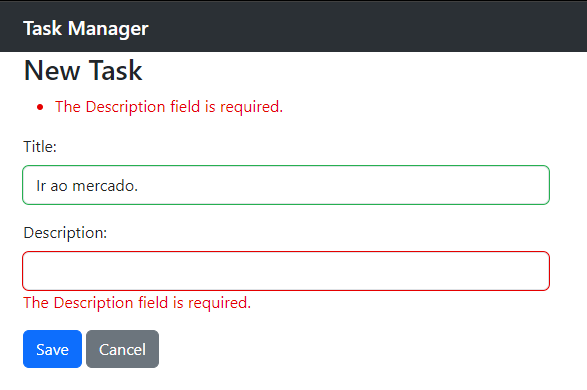 Task Manager
New Task
The Description field is required.
Title:
Ir ao mercado.
Description:
The Description field is required.
Save Cancel